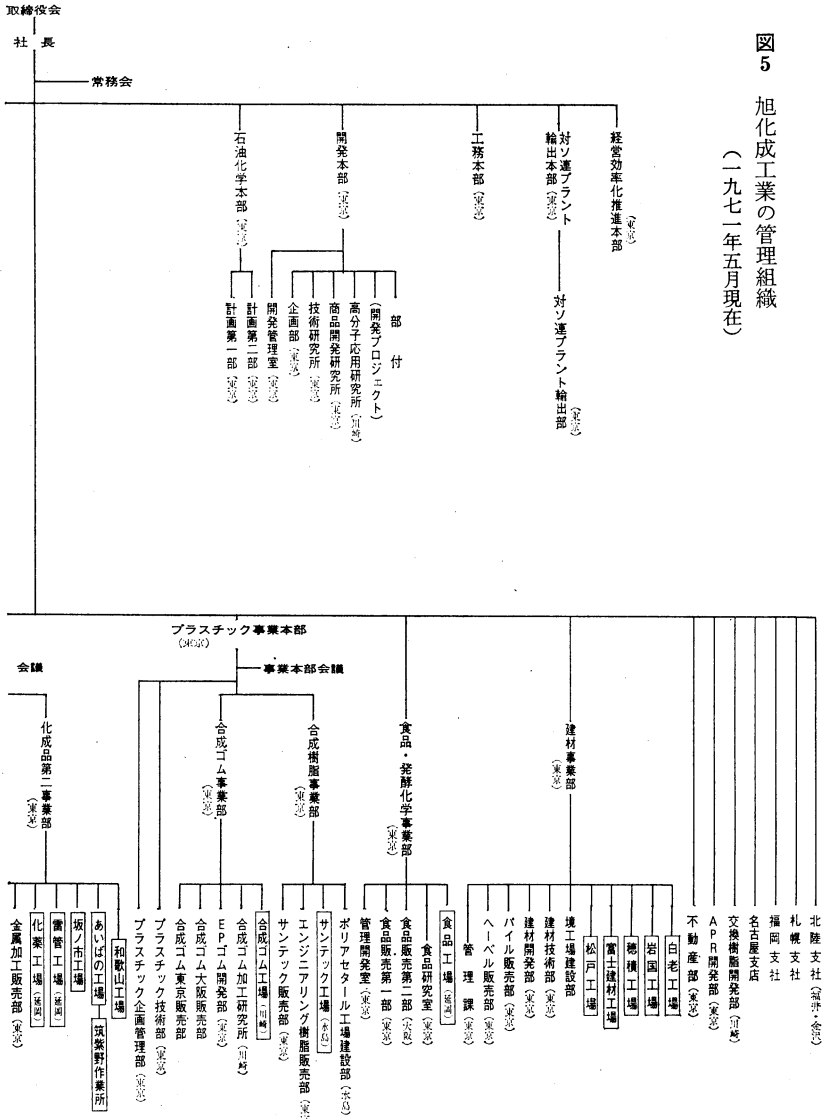 図5 旭化成工業の管理組織
（一九七一年五月現在）
取締役会
社長
常務会
経営効率化推進本部（東京）
対ソ連プラント輸出本部（東京）
対ソ連プラント輸出部（東京）
工務本部（東京）
開発本部（東京）
部付
（開発プロジェクト）
高分子応用研究所（川崎）
商品開発研究所（東京）
技術研究所（東京）
企画部（東京）
開発管理室（東京）
石油化学本部（東京）
計画第二部（東京）
計画第一部（東京）
北陸支社（福井・金沢）
札幌支社
福岡支社
名古屋支店
交換樹脂開発部（川崎）
APR開発部（東京）
不動産部（東京）
建材事業部（東京）
白老工場
岩国工場
穂積工場
富士建材工場
松戸工場
境工場建設部
建材技術部（東京）
建材開発部（東京）
パイル販売部（東京）
ヘーベル販売部（東京）
管理課（東京）
食品・発酵化学事業部（東京）
食品工場（延岡）
食品研究室（東京）
食品販売第二部（大阪）
食品販売第一部（東京）
管理開発室（東京）
プラスチック事業本部（東京）
事業本部会議
合成樹脂事業部（東京）
ポリアセタール工場建設部（水島）
サンテック工場（水島）
エンジニアリング樹脂販売部（東京
サンテック販売部（東京）
合成ゴム事業部（東京）
合成ゴム工場（川崎）
合成ゴム加工研究所（川崎）
EPゴム開発部（東京）
合成ゴム大阪販売部
合成ゴム東京販売部
プラスチック技術部（東京）
プラスチック企画管理部（東京）
会議
化成品第二事業部（東京）
和歌山工場
あいばの工場
筑紫野作業所
坂ノ市工場
雷管工場（延岡）
化薬工場（延岡）
金属加工販売部（東京）